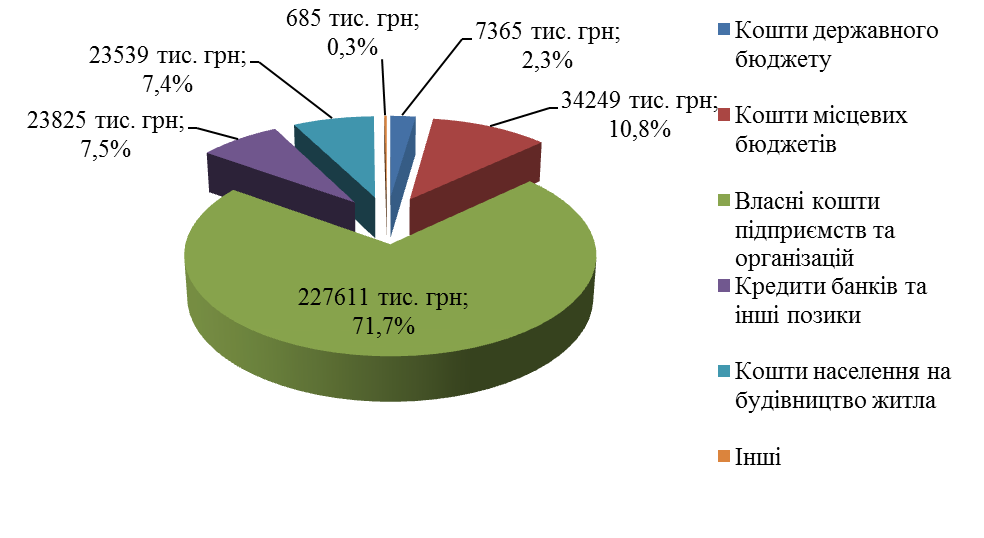 685 тис. грн;
0,3%
7365 тис. грн;
2,3%
23539 тис. грн;
7,4%
34249 тис. грн;
10,8%
23825 тис. грн;
7,5%
227611 тис. грн;
71,7%
Кошти державного
бюджету
Кошти місцевих
бюджетів
Власні кошти
підприємств та
організацій
Кредити банків та
інші позики
Кошти населення на
будівництво житла
Інші